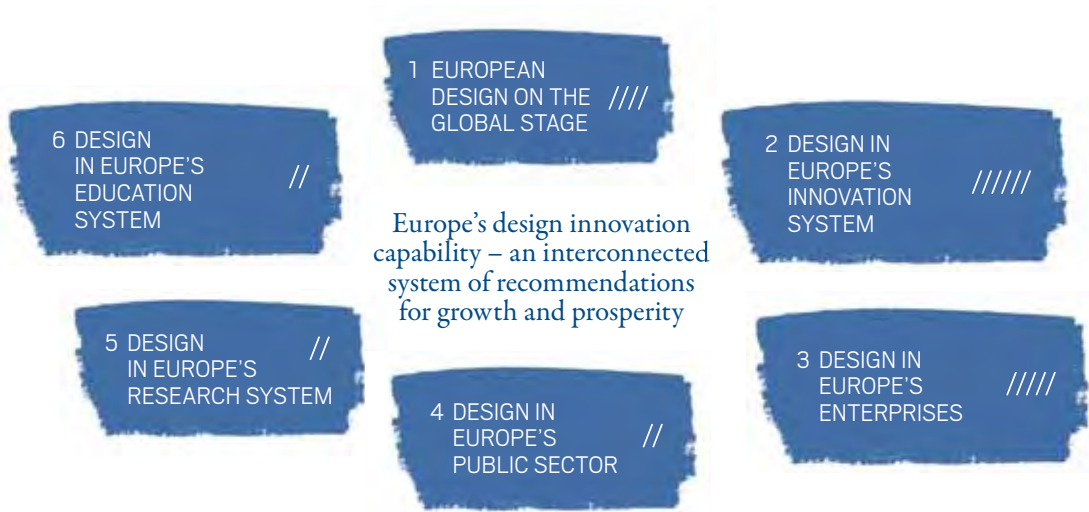 1 EUROPEAN
DESIGN ON THE ////
GLOBAL STAGE
2 DESIGN IN
EUROPE'S
INNOVATION //////
SYSTEM
3 DESIGN IN
EUROPE'S /////
ENTERPRISES
4 DESIGN IN
EUROPE'S //
PUBLIC SECTOR
5 DESIGN //
IN EUROPE'S
RESEARCH SYSTEM
6 DESIGN
IN EUROPE'S //
EDUCATION
SYSTEM
Europe’s design innovation
capability – an interconnected
system of recommendations
for growth and prosperity